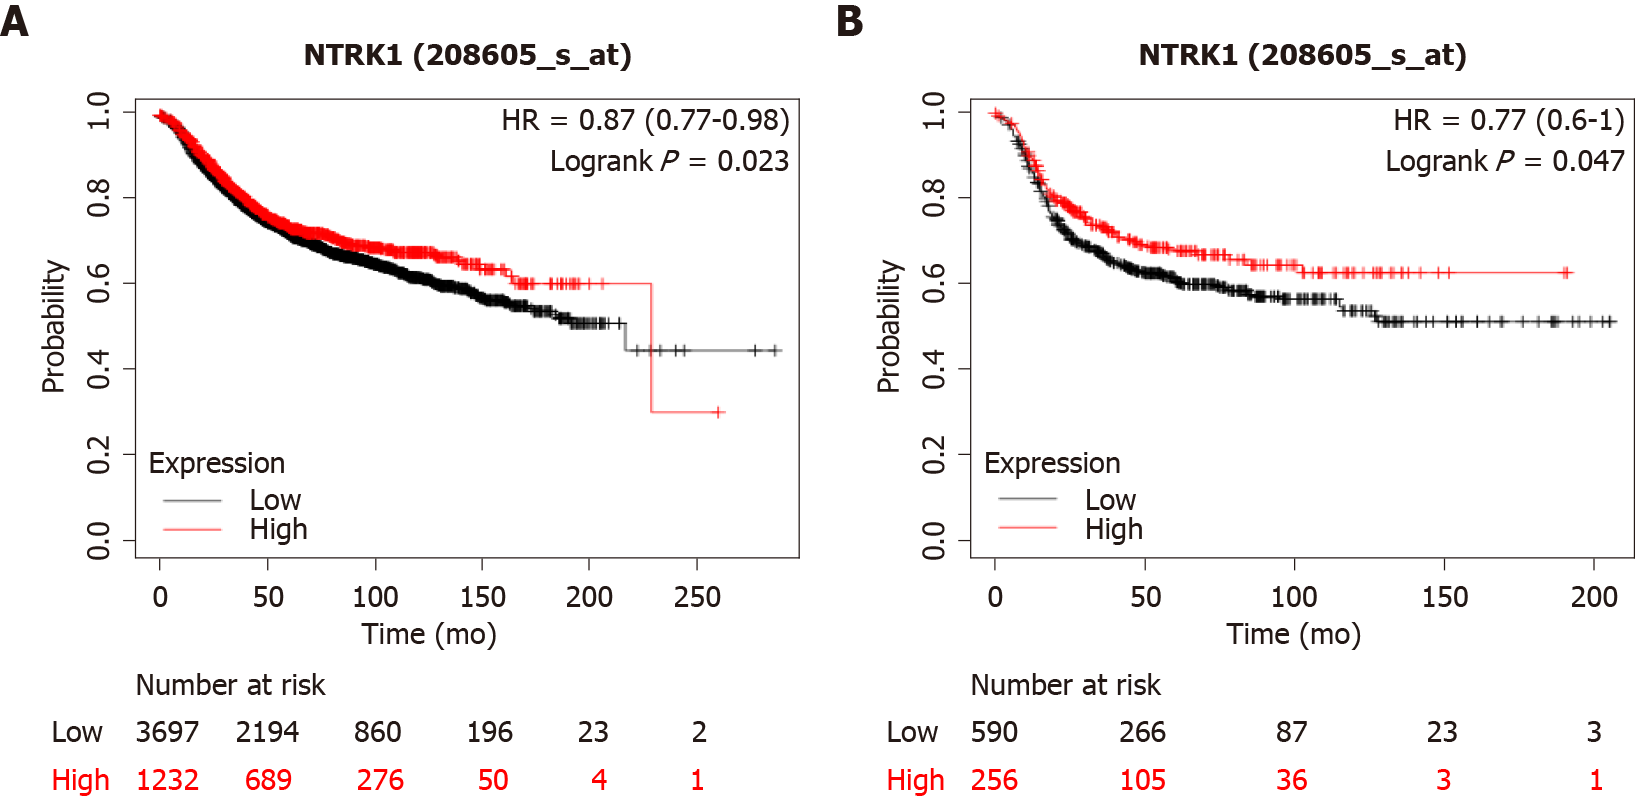 A
NTRK1 (208605_s_at)
HR = 0.87 (0.77-0.98)
Logrank P = 0.023
Probability
1.0
0.8
0.6
0.4
0.2
0.0
Expression
Low
High
0 50 100 150 200 250
Time (mo)
Number at risk
Low 3697 2194 860 196 23 2
High 1232 689 276 50 4 1
B
NTRK1 (208605_s_at)
HR = 0.77 (0.6-1)
Logrank P = 0.047
Probability
1.0
0.8
0.6
0.4
0.2
0.0
Expression
Low
High
0 50 100 150 200
Time (mo)
Number at risk
Low 590 266 87 23 3
High 256 105 36 3 1